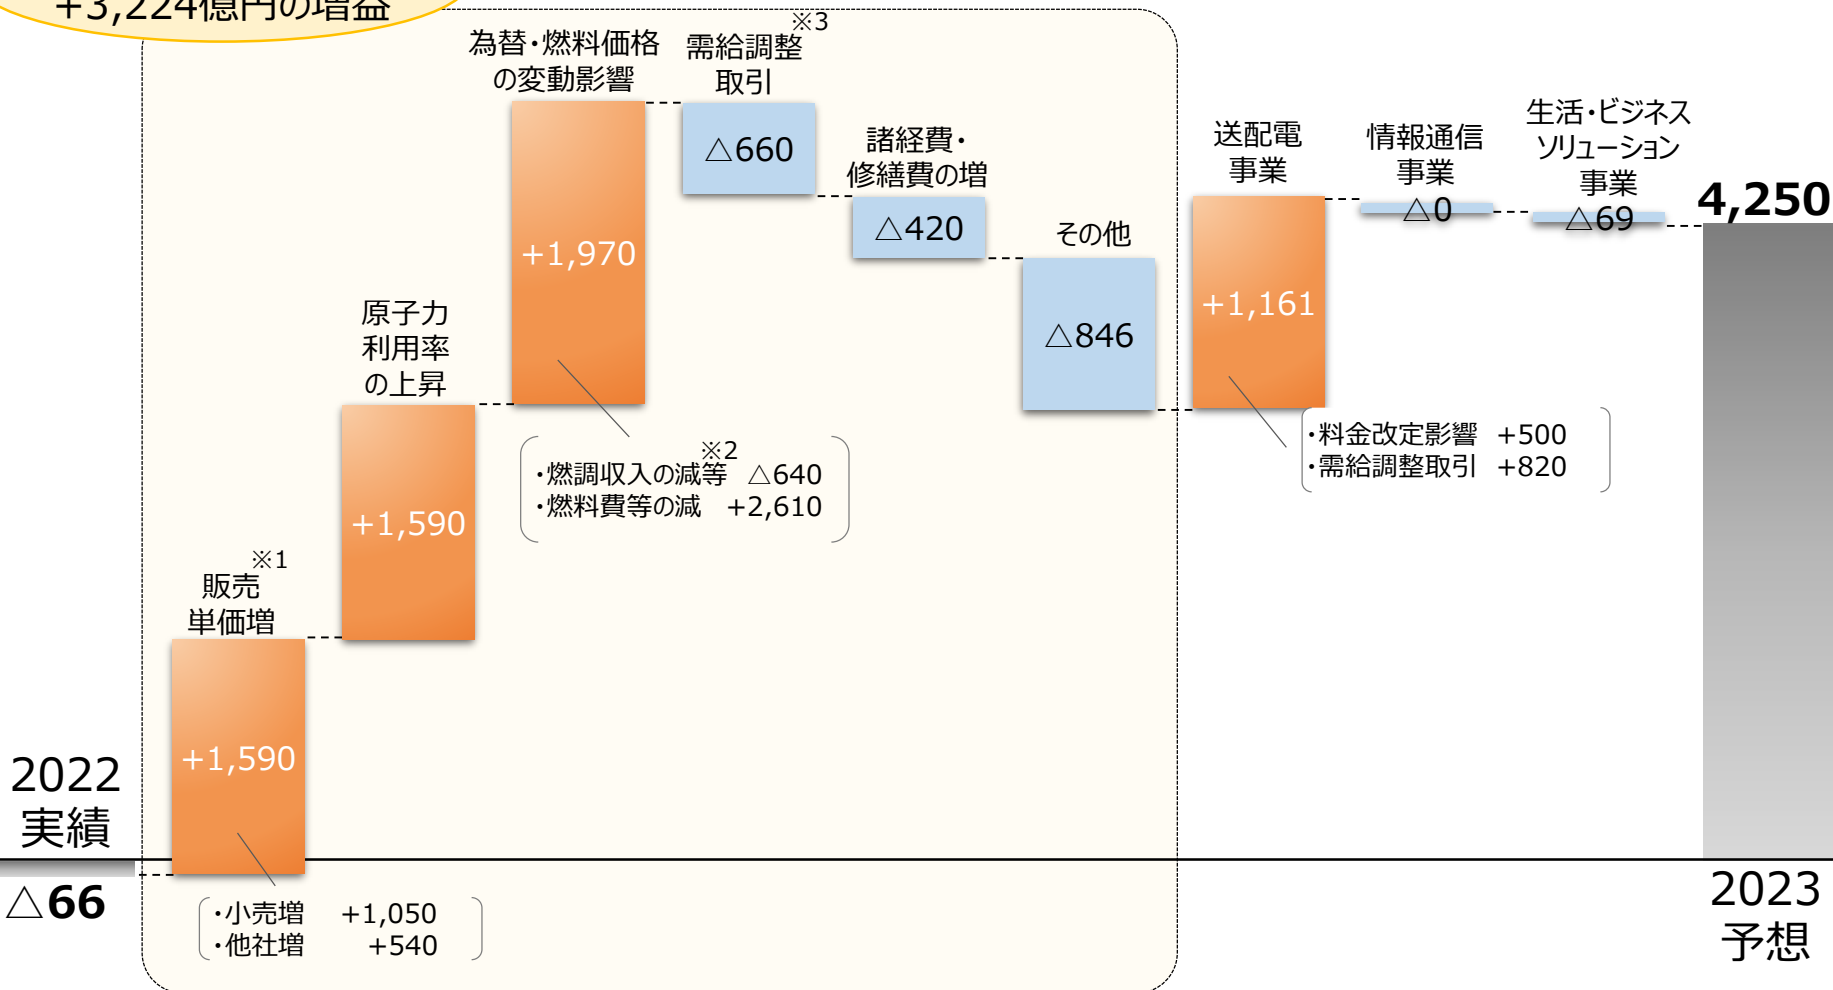 +3,224億円の増益
為替・燃料価格
の変動影響
※3
需給調整
取引
諸経費・
修繕費の増
その他
送配電
事業
情報通信
事業
生活・ビジネス
ソリューション
事業
4,250
△660
△420
△846
+1,970
+1,161
△0
△69
原子力
利用率
の上昇
+1,590
※2
・燃調収入の減等 △640
・燃料費等の減 +2,610
・料金改定影響 +500
・需給調整取引 +820
※1
販売
単価増
+1,590
2022
実績
△66
・小売増 +1,050
・他社増 +540
2023
予想